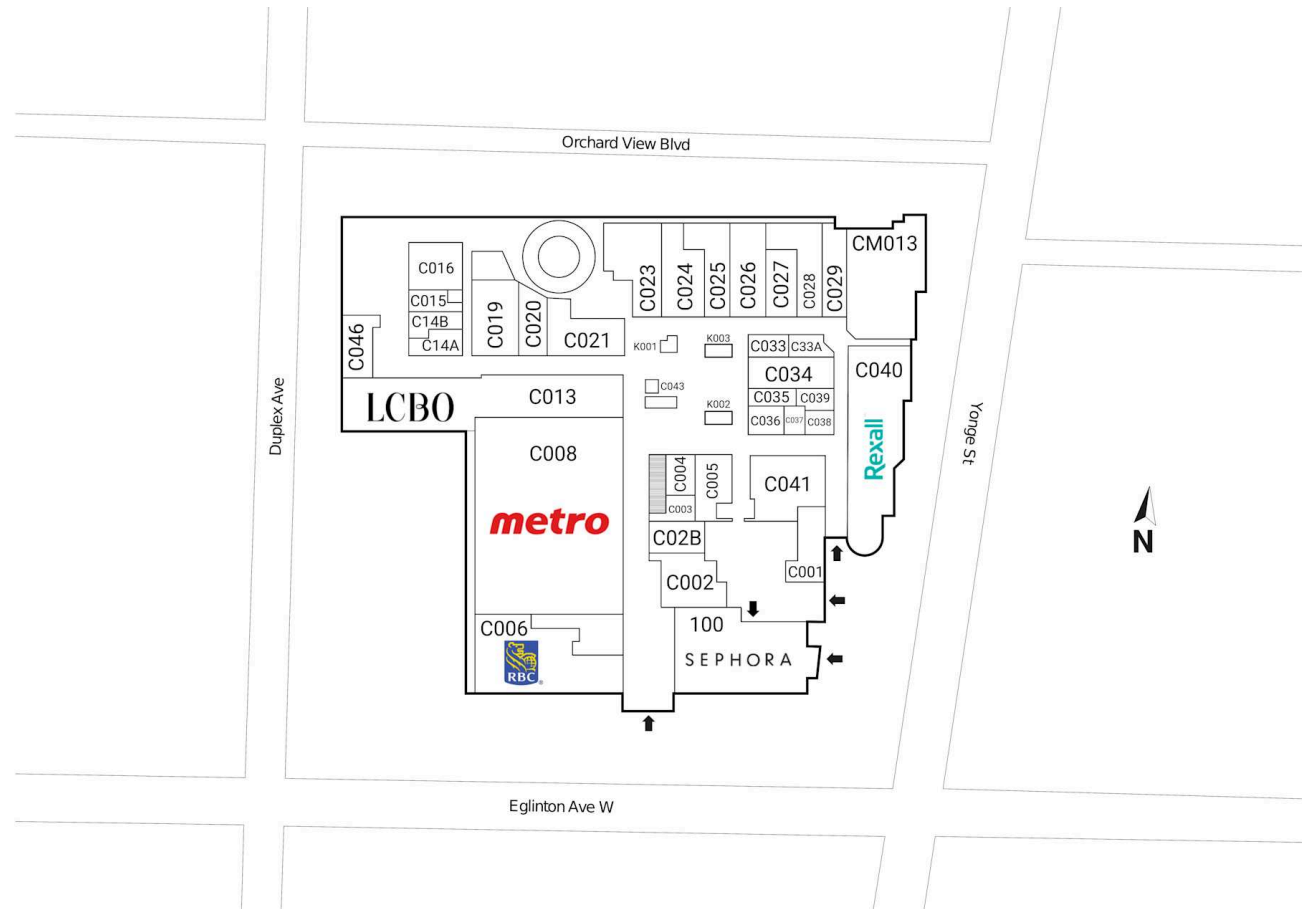 Orchard View Blvd
CM013
C016
C015
C14B
C14A
C046
C019
C020
C021
C023
C024
C025
C026
C027
C028
C029
K001
K003
C033
C33A
C034
C040
C043
K002
C035
C039
C036
C037
C038
LCBO
C013
Duplex Ave
Yonge St
Rexall
C008
metro
C004
C003
C005
C041
C02B
C002
C001
C006
RBC
®
100
SEPHORA
N
Eglinton Ave W